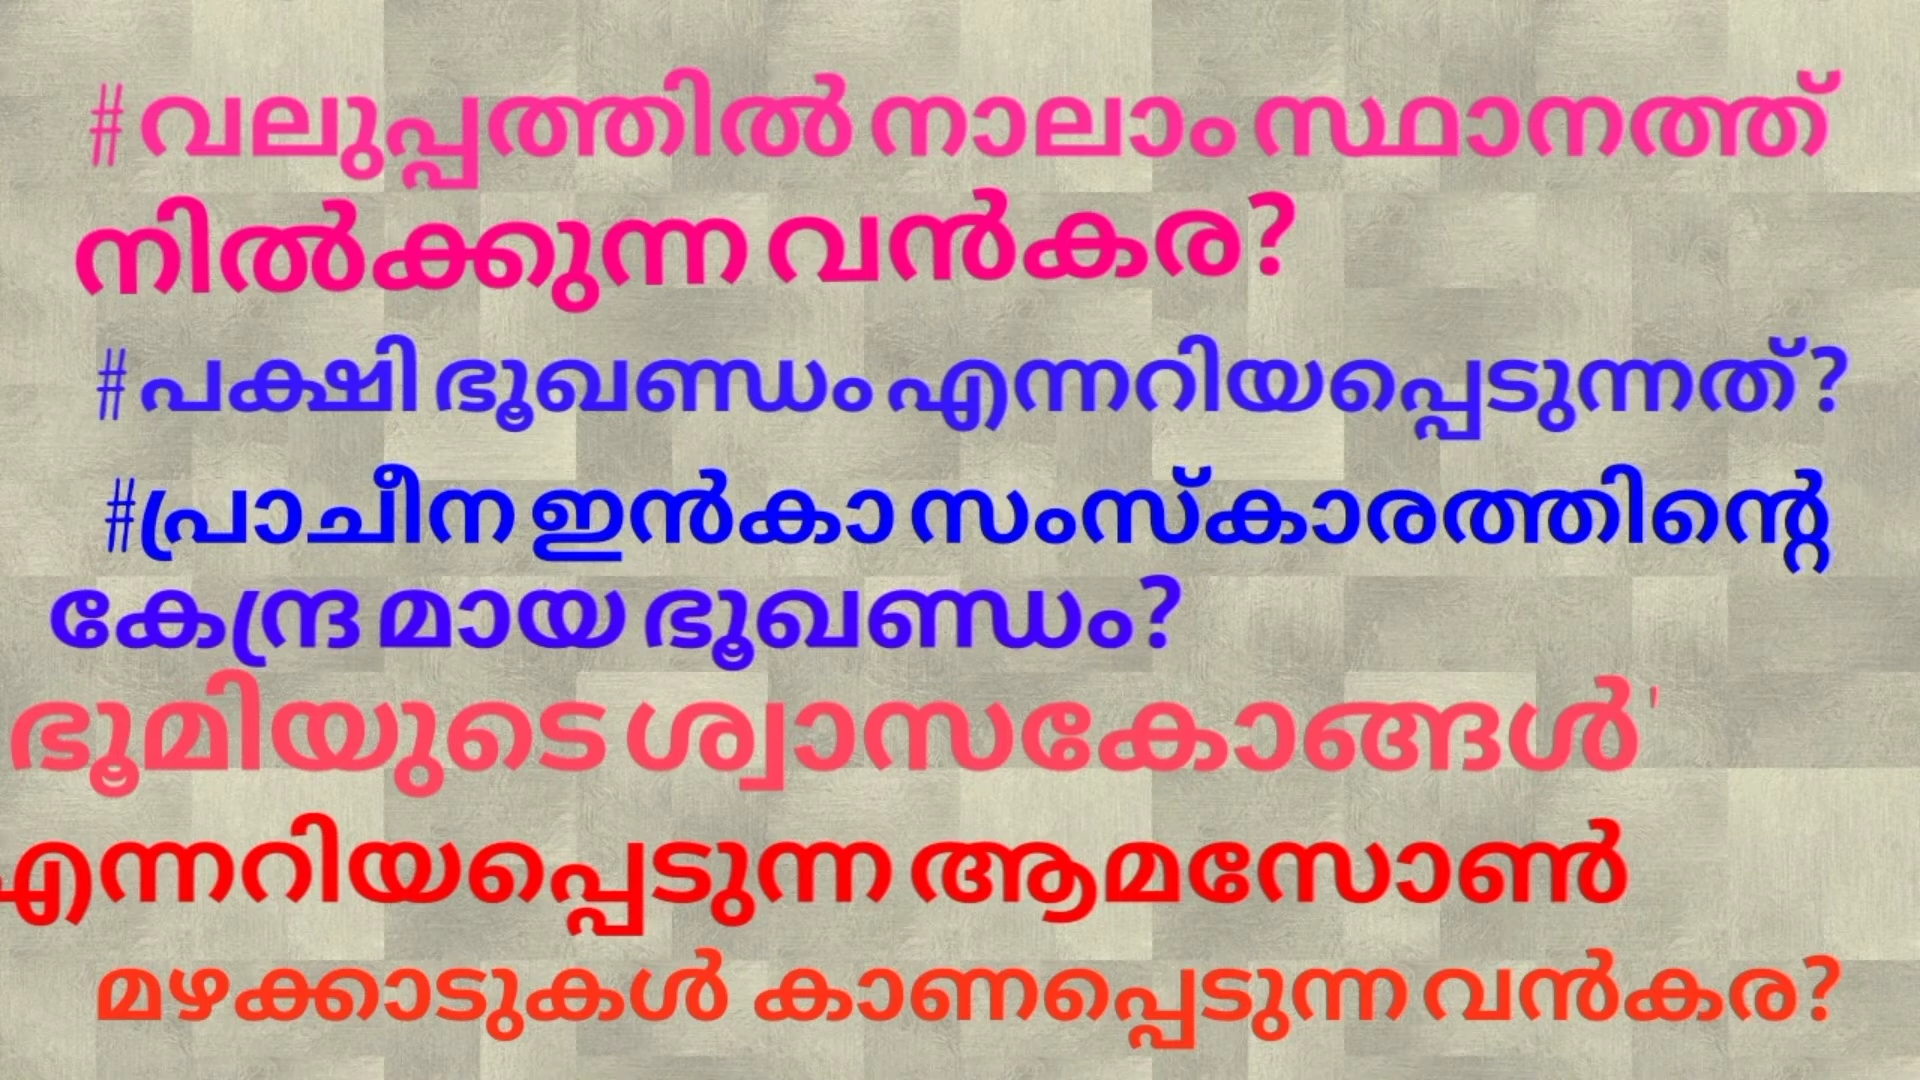 # വലുപ്പത്തിൽ നാലാം സ്ഥാനത്ത്
നിൽക്കുന്ന വൻകര?
# പക്ഷി ഭൂഖണ്ഡം എന്നറിയപ്പെടുന്നത്?
#പ്രാചീന ഇൻകാ സംസ്കാരത്തിന്റെ
കേന്ദ്ര മായ ഭൂഖണ്ഡം?
ഭൂമിയുടെ ശ്വാസകോങ്ങൾ'
എന്നറിയപ്പെടുന്ന ആമസോൺ
മഴക്കാടുകൾ കാണപ്പെടുന്ന വൻകര?